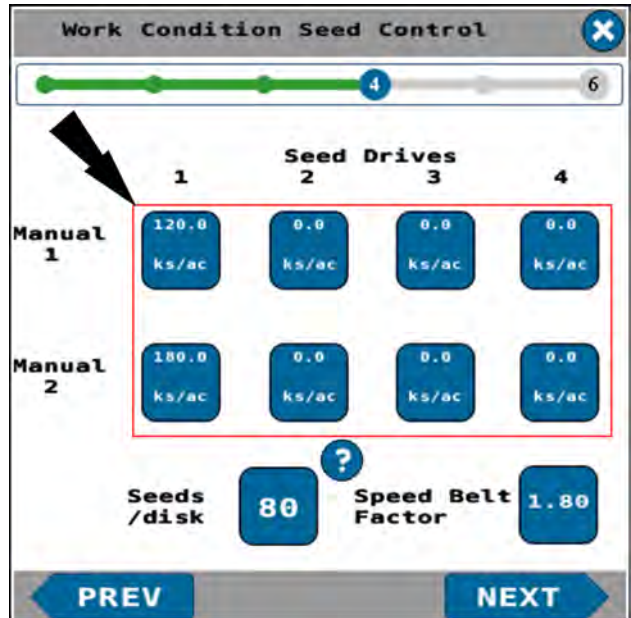 Work Condition Seed Control
4
6
Seed Drives
1 2 3 4
Manual
1
120.0 0.0 0.0 0.0
ks/ac ks/ac ks/ac ks/ac
Manual
2
180.0 0.0 0.0 0.0
ks/ac ks/ac ks/ac ks/ac
?
Seeds
/disk
80
Speed Belt
Factor
1.80
PREV
NEXT